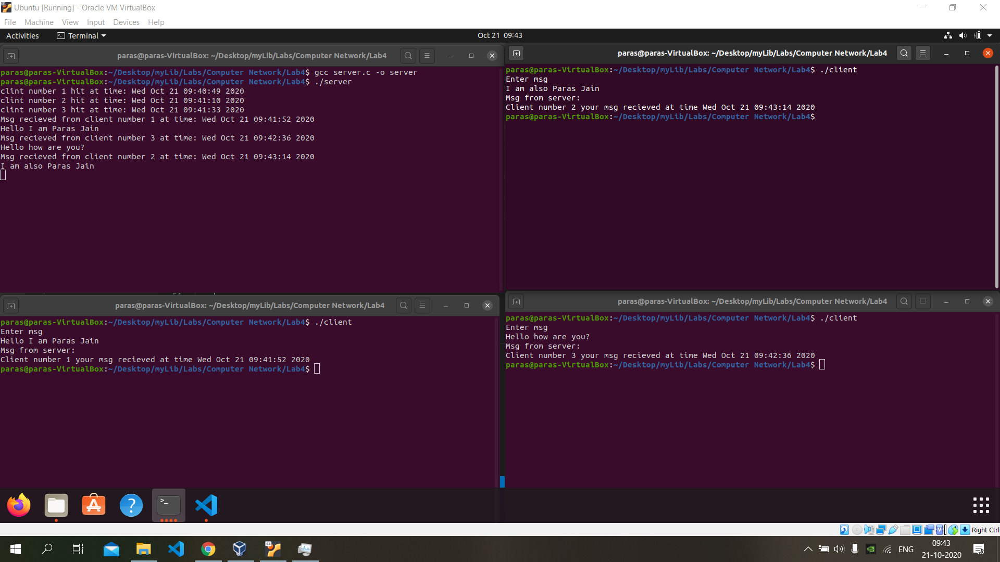 Ubuntu [Running] - Oracle VM VirtualBox
File Machine View Input Devices Help
Activities Terminal Oct 21 09:43
paras@paras-VirtualBox: ~/Desktop/myLib/Labs/Computer Network/Lab4
paras@paras-VirtualBox:~/Desktop/myLib/Labs/Computer Network/Lab4$ gcc server.c -o server
paras@paras-VirtualBox:~/Desktop/myLib/Labs/Computer Network/Lab4$ ./server
clint number 1 hit at time: Wed Oct 21 09:40:49 2020
clint number 2 hit at time: Wed Oct 21 09:41:10 2020
clint number 3 hit at time: Wed Oct 21 09:41:33 2020
Msg recieved from client number 1 at time: Wed Oct 21 09:41:52 2020
Hello I am Paras Jain
Msg recieved from client number 3 at time: Wed Oct 21 09:42:36 2020
Hello how are you?
Msg recieved from client number 2 at time: Wed Oct 21 09:43:14 2020
I am also Paras Jain
paras@paras-VirtualBox: ~/Desktop/myLib/Labs/Computer Network/Lab4
paras@paras-VirtualBox:~/Desktop/myLib/Labs/Computer Network/Lab4$ ./client
Enter msg
I am also Paras Jain
Msg from server:
Client number 2 your msg recieved at time Wed Oct 21 09:43:14 2020
paras@paras-VirtualBox:~/Desktop/myLib/Labs/Computer Network/Lab4$
paras@paras-VirtualBox: ~/Desktop/myLib/Labs/Computer Network/Lab4
paras@paras-VirtualBox:~/Desktop/myLib/Labs/Computer Network/Lab4$ ./client
Enter msg
Hello I am Paras Jain
Msg from server:
Client number 1 your msg recieved at time Wed Oct 21 09:41:52 2020
paras@paras-VirtualBox:~/Desktop/myLib/Labs/Computer Network/Lab4$
paras@paras-VirtualBox: ~/Desktop/myLib/Labs/Computer Network/Lab4
paras@paras-VirtualBox:~/Desktop/myLib/Labs/Computer Network/Lab4$ ./client
Enter msg
Hello how are you?
Msg from server:
Client number 3 your msg recieved at time Wed Oct 21 09:42:36 2020
paras@paras-VirtualBox:~/Desktop/myLib/Labs/Computer Network/Lab4$
Right Ctrl
64
ENG
09:43
21-10-2020